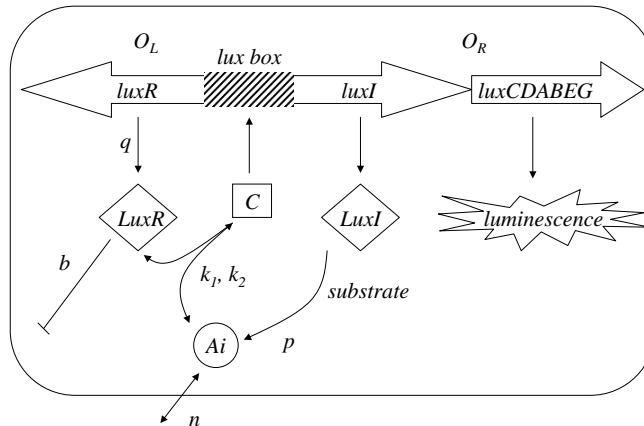 O_L
lux box
O_R
luxR
luxI
luxCDABEG
q
LuxR
C
LuxI
luminescence
b
k_1, k_2
substrate
Ai
p
n